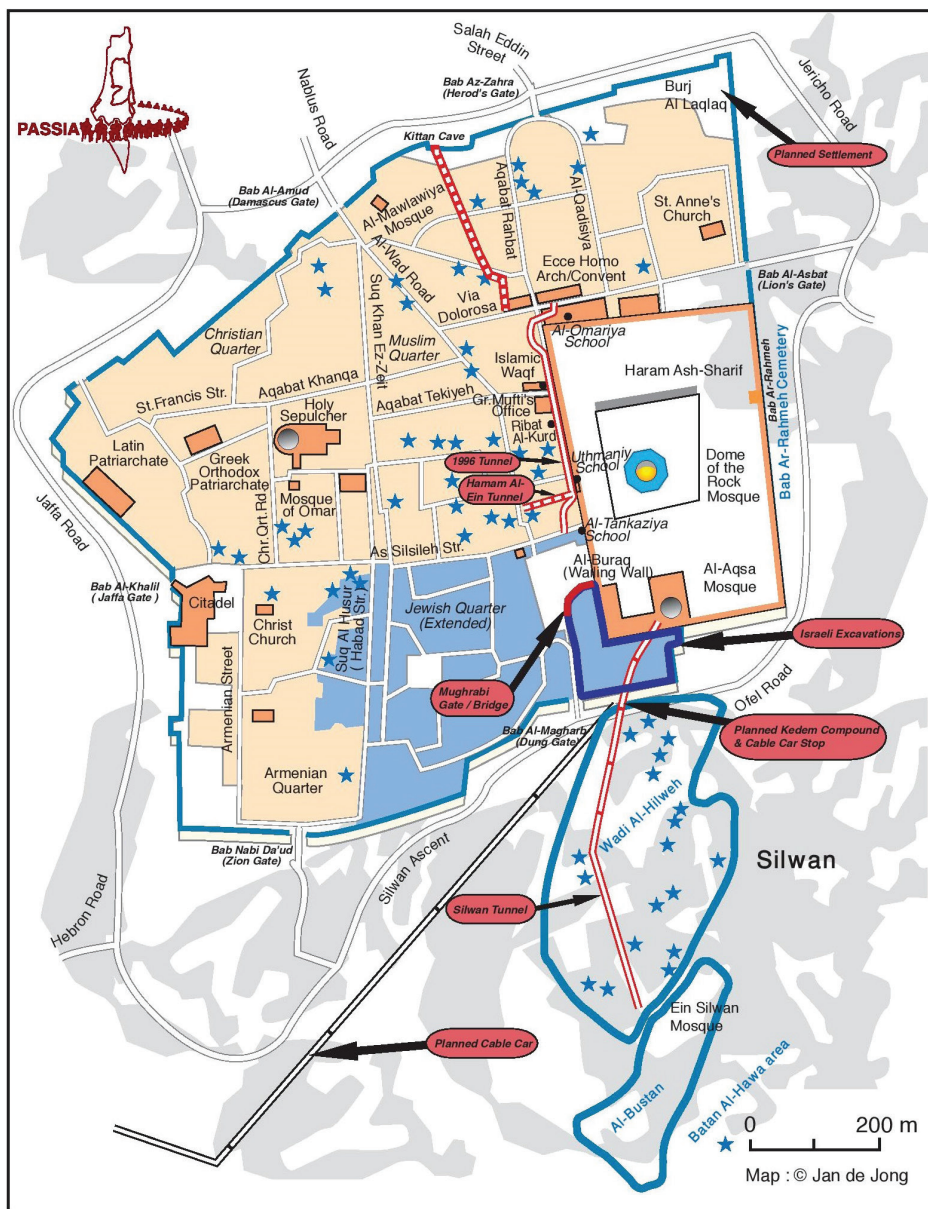 Salah Eddin
Street
Nablus Road
Bab Az-Zahra
(Herod's Gate)
Burj
Al Laqlaq
Jericho Road
PASSIA
Kittan Cave
Planned Settlement
Bab Al-Amud
(Damascus Gate)
Al-Mawlawiya
Mosque
Aqabat Rahbat
Al-Qadisiya
St. Anne's
Church
Al-Wad Road
Ecce Homo
Arch/Convent
Bab Al-Asbat
(Lion's Gate)
Via
Dolorosa
Suq Khan Ez-Zeit
Al-Omariya
School
Christian
Quarter
Muslim
Quarter
Islamic
Waqf
Haram Ash-Sharif
Bab Ar-Rahmeh
Bab Ar-Rahmeh Cemetery
St.Francis Str.
Aqabat Khanqa
Aqabat Tekiyeh
Gr.Mufti's
Office
Holy
Sepulcher
Ribat
Al-Kurd
Latin
Patriarchate
Greek
Orthodox
Patriarchate
1996 Tunnel
Uthmaniy
School
Dome
of the
Rock
Mosque
Hamam Al-
Ein Tunnel
Mosque
of Omar
Chr.Qrt.Rd
Jaffa Road
Al-Tankaziya
School
As Silsileh Str.
Al-Buraq
(Wailing Wall)
Al-Aqsa
Mosque
Bab Al-Khalil
( Jaffa Gate )
Citadel
Christ
Church
Suq Al Husur
( Habad Str.)
Jewish Quarter
(Extended)
Israeli Excavations
Armenian Street
Mughrabi
Gate / Bridge
Ofel Road
Bab Al-Magharb
(Dung Gate)
Planned Kedem Compound
& Cable Car Stop
Armenian
Quarter
Wadi Al-Hilweh
Bab Nabi Da'ud
(Zion Gate)
Silwan Ascent
Silwan
Hebron Road
Silwan Tunnel
Ein Silwan
Mosque
Planned Cable Car
Al-Bustan
Batan Al-Hawa area
0 200 m
Map : © Jan de Jong